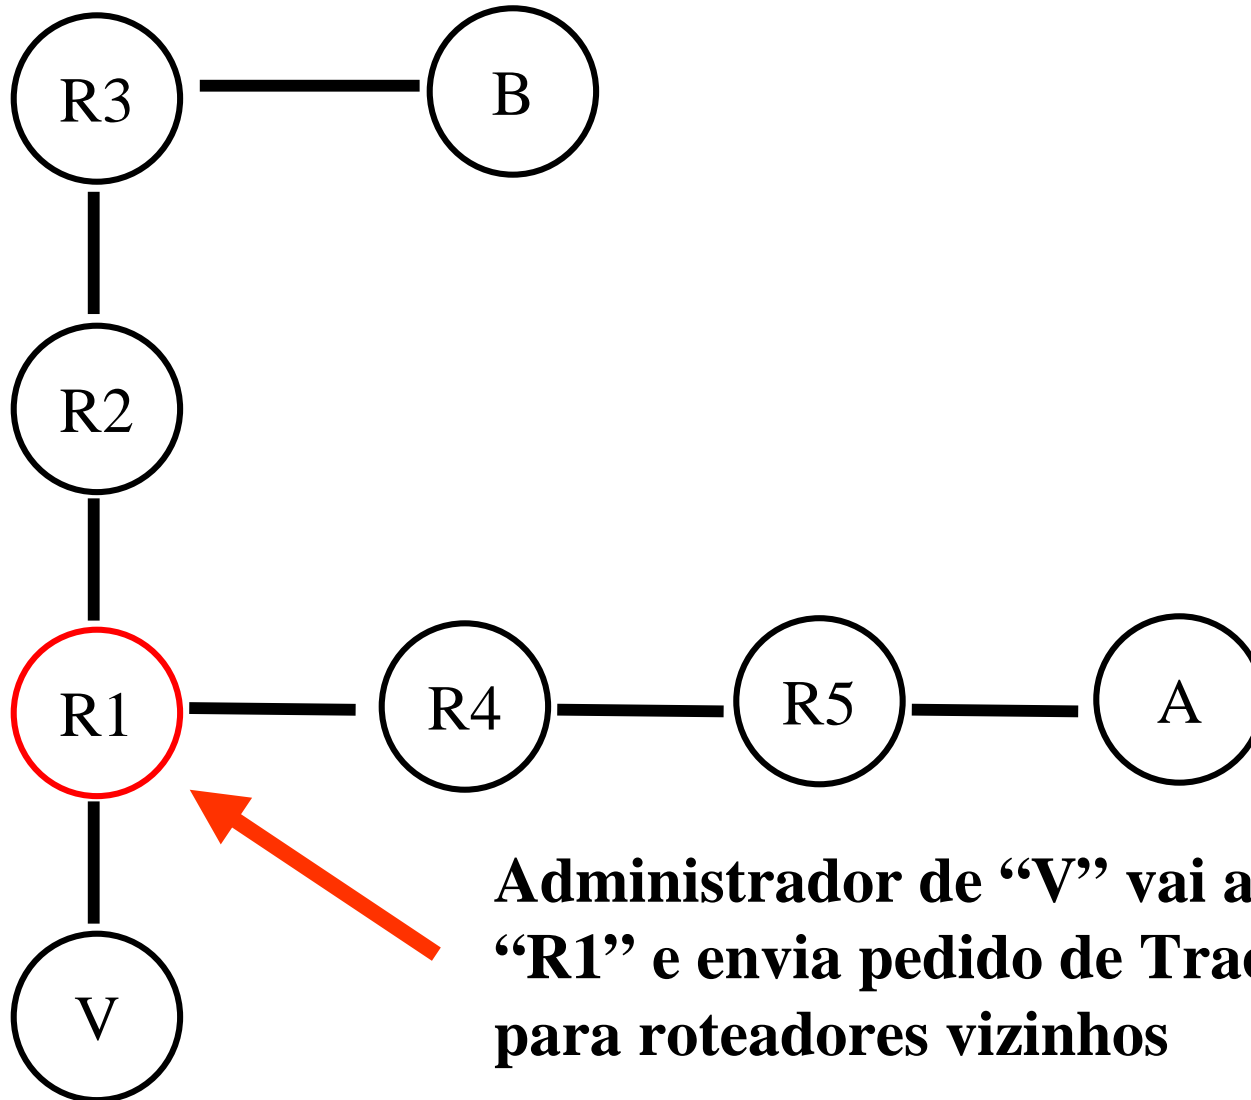 R3
B
R2
R1
R4
R5
A
V
Administrador de “V” vai a
“R1” e envia pedido de
para roteadores vizinhos